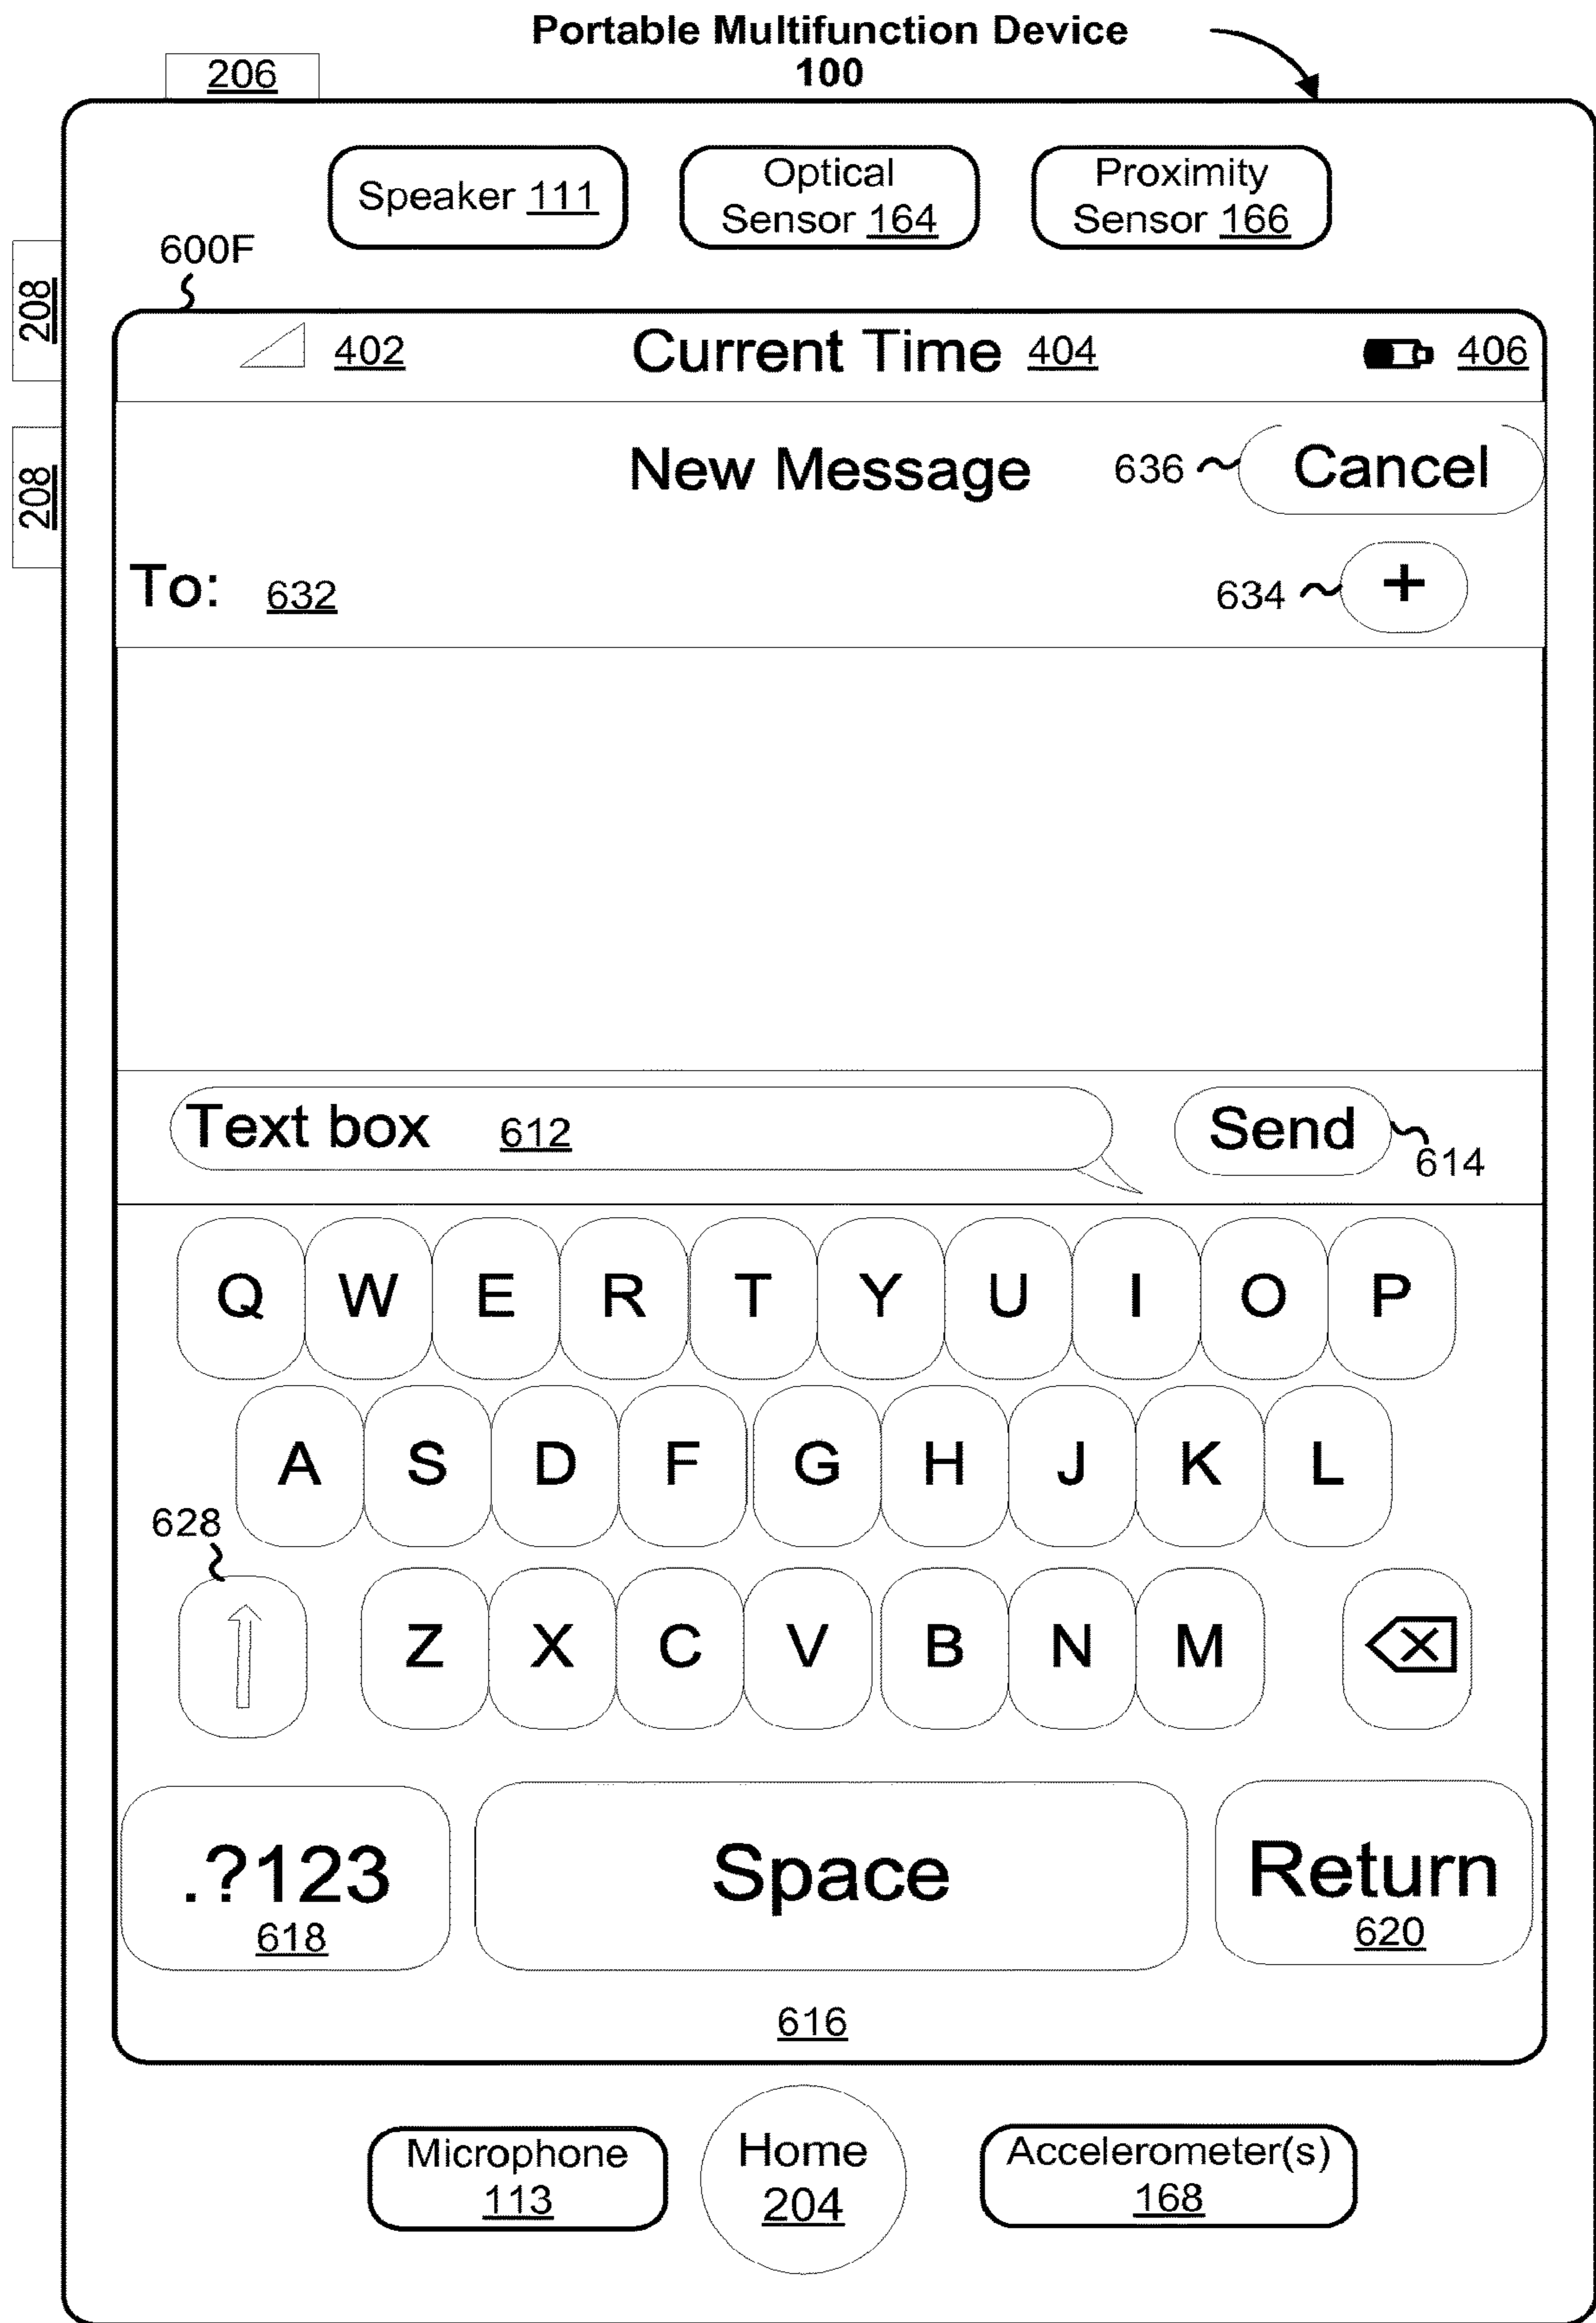 Portable Multifunction Device
100
206
Speaker 111
Optical
Sensor 164
Proximity
Sensor 166
208
208
600F
402 Current Time 404 406
New Message 636 Cancel
To: 632 634 +
Text box 612 Send 614
Q W E R T Y U I O P
A S D F G H J K L
628
Z X C V B N M
.?123
618
Space
Return
620
616
Microphone
113
Home
204
Accelerometer(s)
168